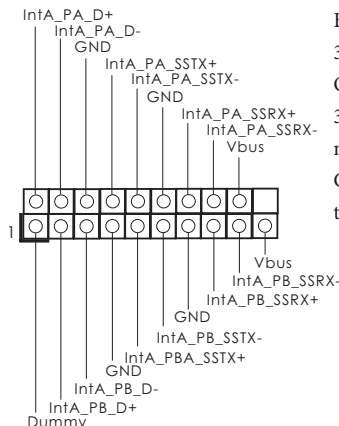 IntA_PA_D+
IntA_PA_D-
GND
IntA_PA_SSTX+
IntA_PA_SSTX-
GND
IntA_PA_SSRX+
IntA_PA_SSRX-
Vbus
1
Vbus
IntA_PB_SSRX-
IntA_PB_SSRX+
GND
IntA_PB_SSTX-
IntA_PBA_SSTX+
GND
IntA_PB_D-
IntA_PB_D+
Dummy